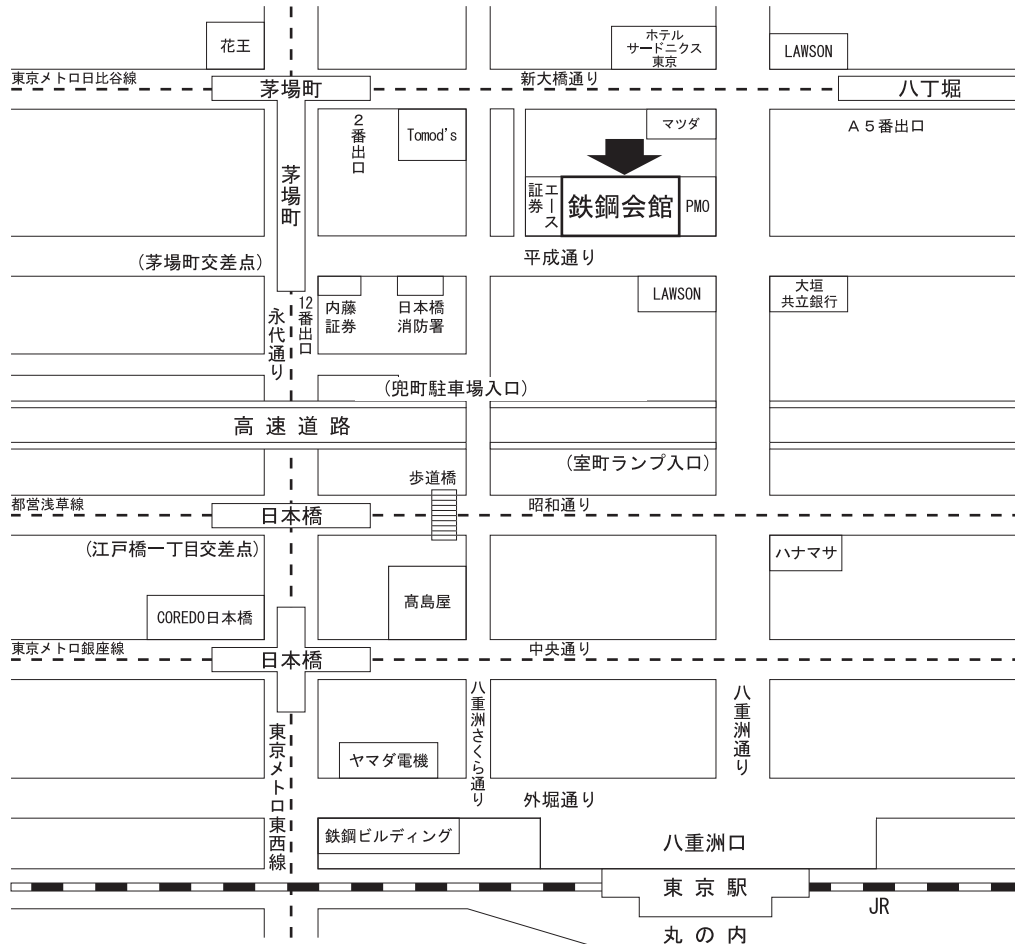 花王
ホテル
サードニクス
東京
LAWSON
東京メトロ日比谷線
茅場町
新大橋通り
八丁堀
2番出口
Tomod's
マツダ
A5番出口
茅場町
エース
証券
鉄鋼会館
PMO
平成通り
(茅場町交差点)
永代通り
12番出口
内藤
証券
日本橋
消防署
LAWSON
大垣
共立銀行
(兜町駐車場入口)
高速道路
(室町ランプ入口)
歩道橋
都営浅草線
日本橋
昭和通り
(江戸橋一丁目交差点)
ハナマサ
COREDO日本橋
髙島屋
東京メトロ銀座線
日本橋
中央通り
八重洲さくら通り
八重洲通り
東京メトロ東西線
ヤマダ電機
外堀通り
鉄鋼ビルディング
八重洲口
東京駅
JR
丸の内